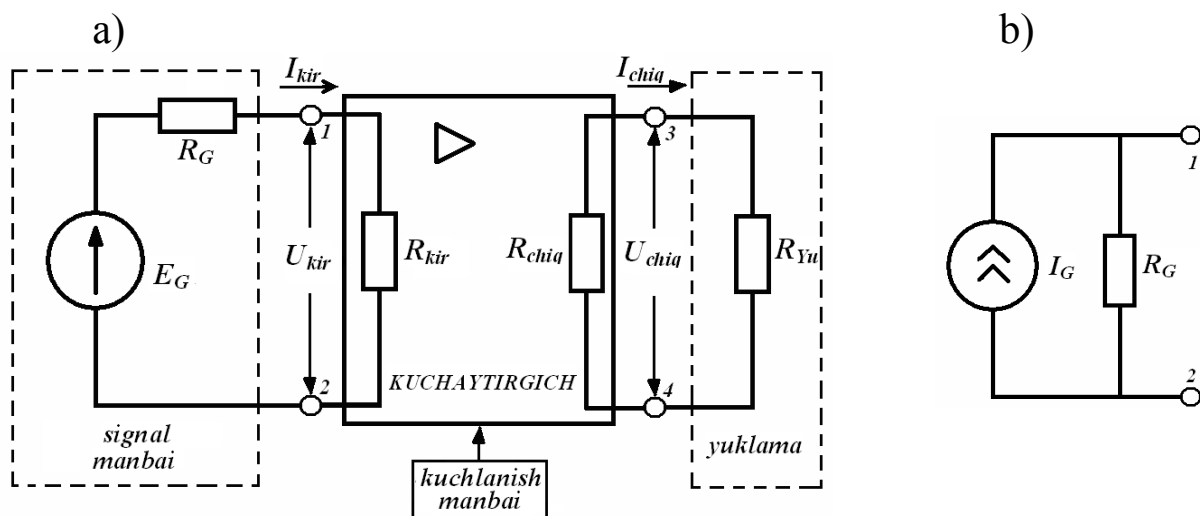 a)
b)
I_kir
I_chiq
1
3
R_G
E_G
U_kir
R_kir
R_chiq
U_chiq
R_Yu
2
4
KUCHAYTIRGICH
signal
manbai
yuklama
kuchlanish
manbai
1
I_G
R_G
2